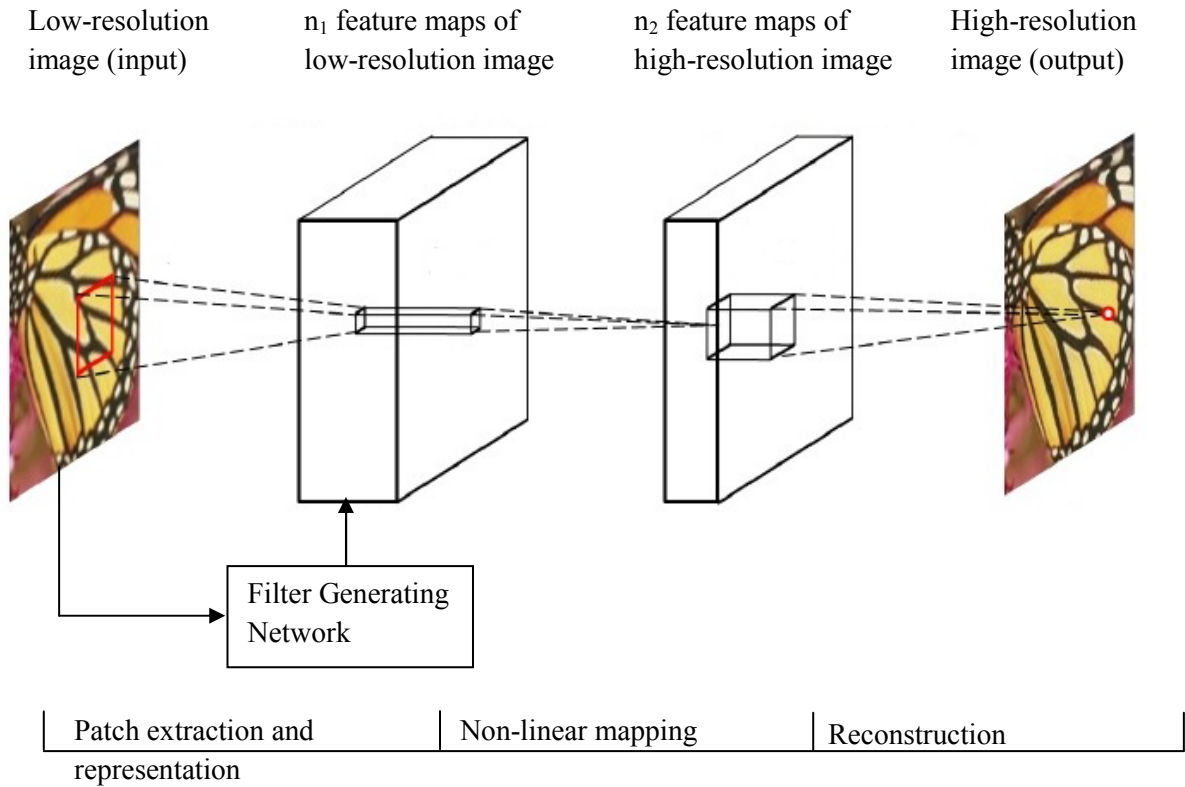 Low-resolution
image (input)
n₁ feature maps of
low-resolution image
n₂ feature maps of
high-resolution image
High-resolution
image (output)
Filter Generating
Network
Patch extraction and
representation
Non-linear mapping
Reconstruction